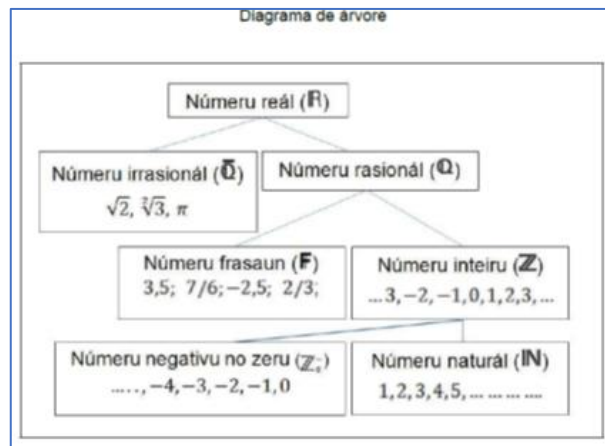 Diagrama de árvore
Númeru reál (ℝ)
Númeru irrasionál (ℚ̅)
√2, ∛3, π
Númeru rasionál (ℚ)
Númeru frasaun (𝔽)
3,5; 7/6; −2,5; 2/3;
Númeru inteiru (ℤ)
...3, −2, −1,0,1,2,3, ...
Númeru negativu no zeru (ℤ₀⁻)
....., −4, −3, −2, −1, 0
Númeru naturál (ℕ)
1, 2, 3, 4, 5, ... ... ... ....